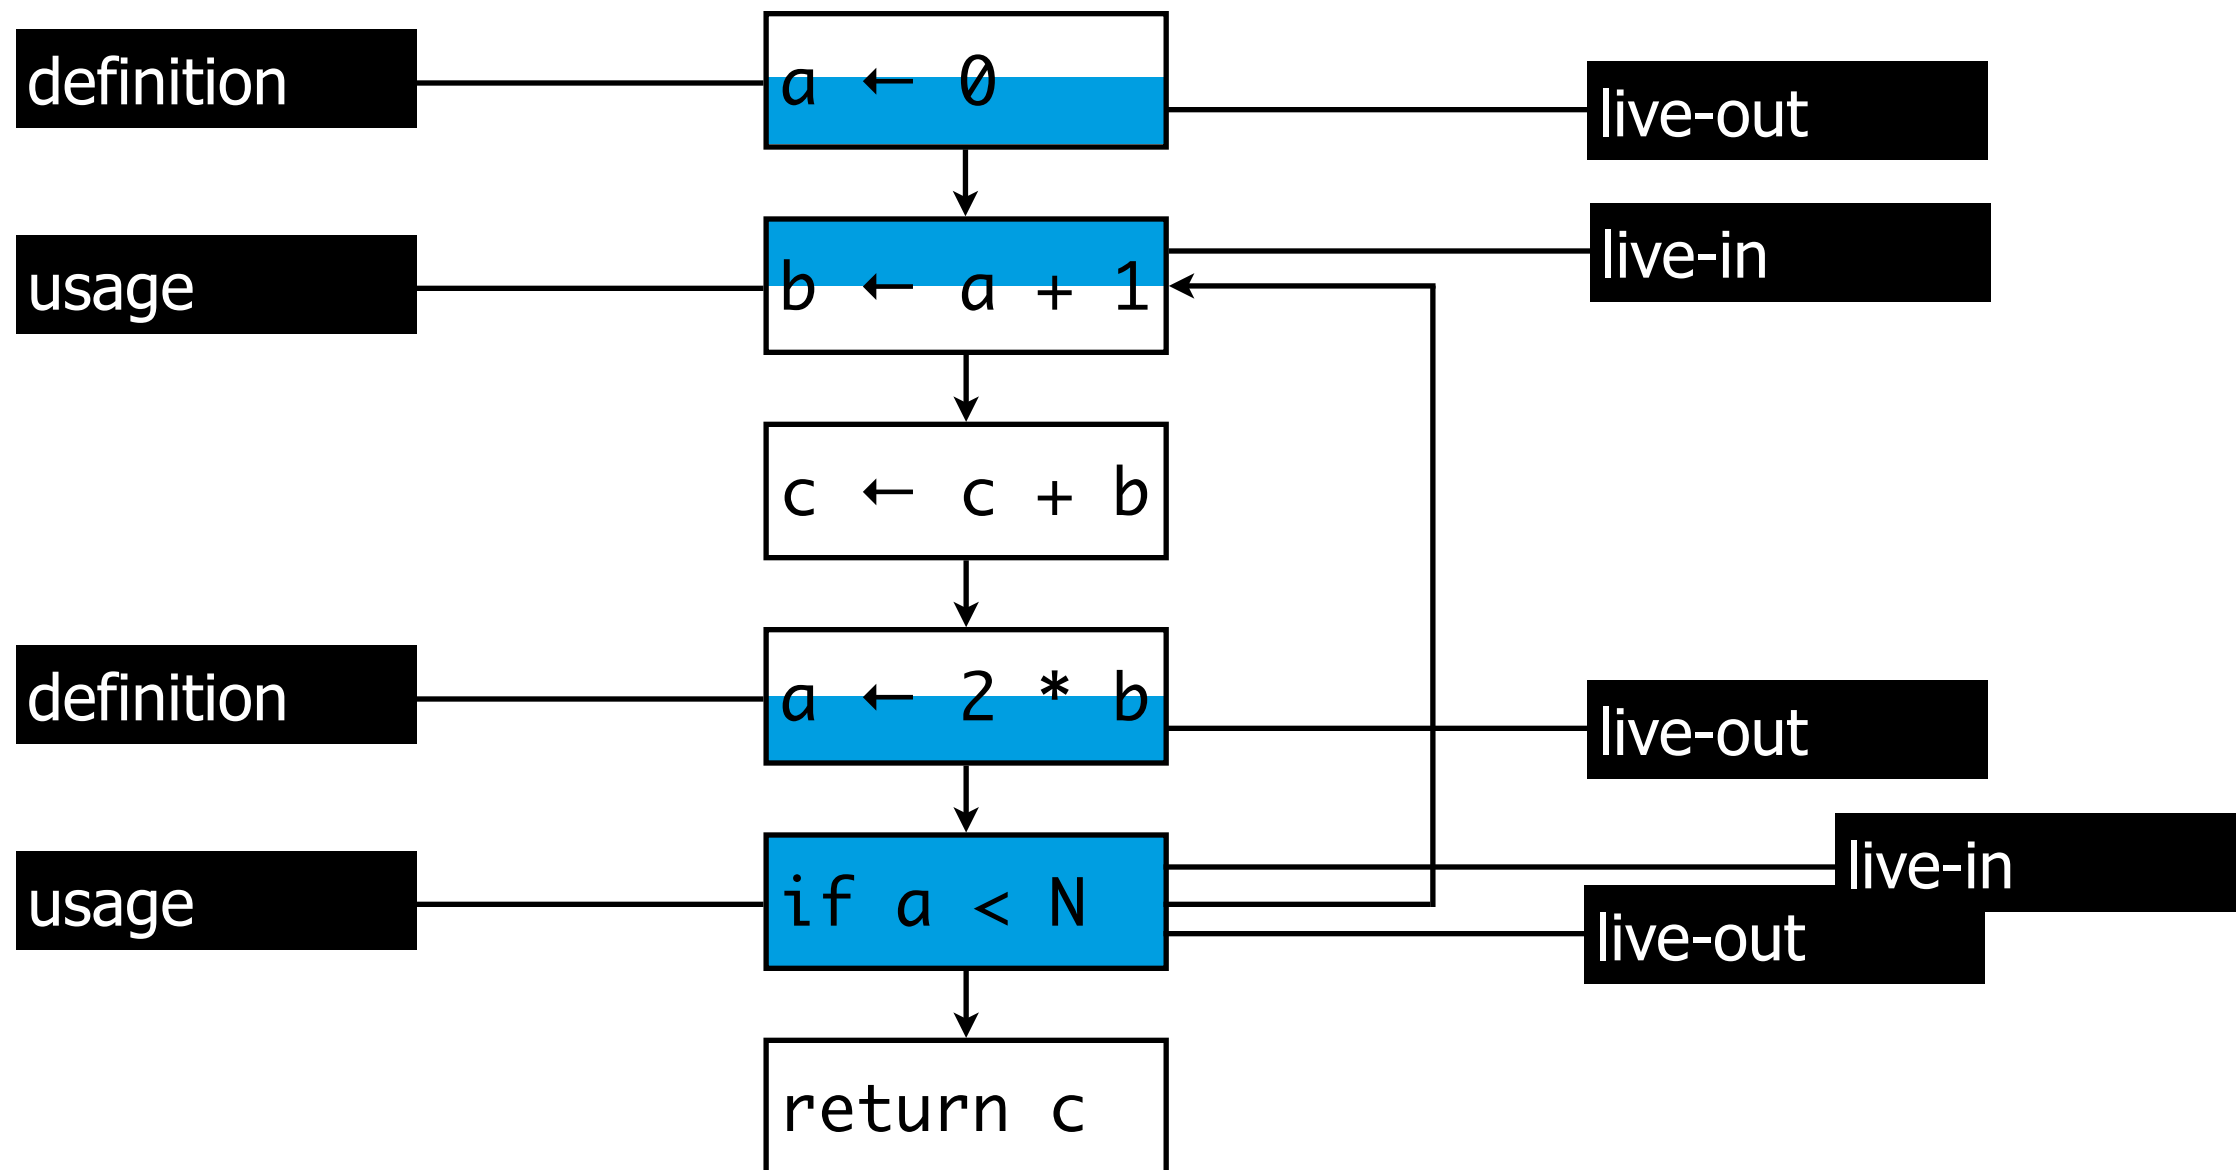 definition
a ← 0
live-out
live-in
usage
b ← a + 1
c ← c + b
definition
a ← 2 * b
live-out
live-in
usage
if a < N
live-out
return c